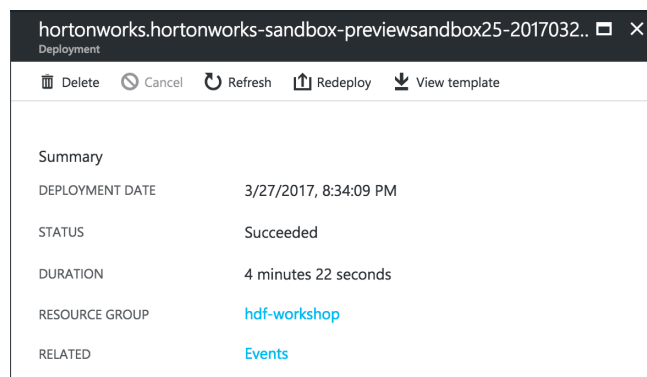 hortonworks.hortonworks-sandbox-previewsandbox25-2017032..
Deployment
Delete Cancel Refresh Redeploy View template
Summary
DEPLOYMENT DATE 3/27/2017, 8:34:09 PM
STATUS Succeeded
DURATION 4 minutes 22 seconds
RESOURCE GROUP hdf-workshop
RELATED Events